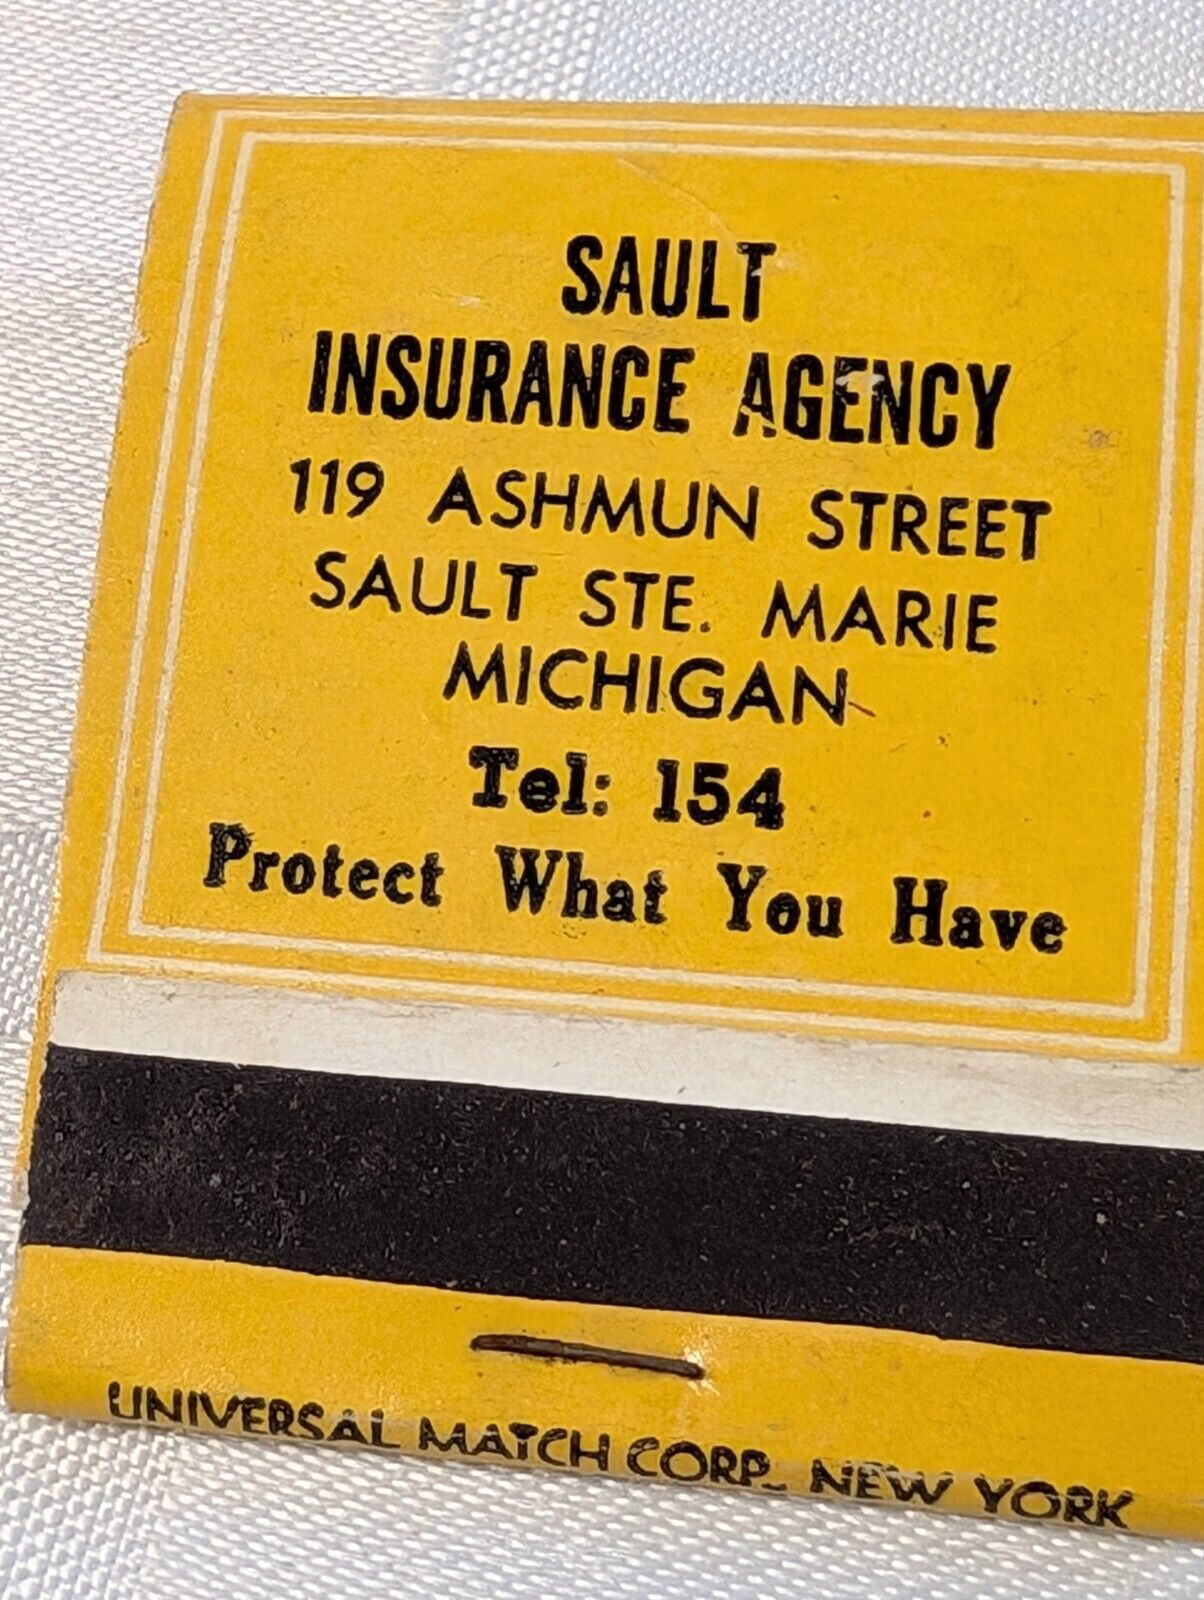 SAULT
INSURANCE AGENCY
119 ASHMUN STREET
SAULT STE. MARIE
MICHIGAN
Tel: 154
Protect What You Have
UNIVERSAL MATCH CORP., NEW YORK